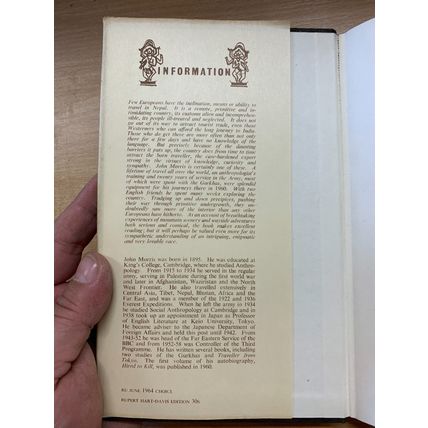 INFORMATION
Few Europeans have the inclination, means or ability to
travel in Nepal. It is a remote, primitive and in-
timidating country, its customs alien and incomprehen-
sible, its people ill-treated and neglected. It does not
go out of its way to attract tourist trade, even those
Westerners who can afford the long journey to India.
Those who do get there are more often than not only
there for a few days and have no knowledge of the
language. But precisely because of the daunting
barriers it puts up, the country does from time to time
attract the born traveller, the case-hardened expert
strong in the virtues of knowledge, curiosity and
sympathy. John Morris is certainly one of these. A
lifetime of travel all over the world, an anthropologist's
training and twenty years of service in the Army, most
of which were spent with the Gurkhas, were splendid
equipment for his journey there in 1960. With two
English friends he spent many weeks exploring the
country. Trudging up and down precipices, pushing
their way through primitive undergrowth, they un-
doubtedly saw more of the interior than any other
Europeans have hitherto. As an account of breathtaking
experiences of mountain scenery and wayside adventures
both serious and comical, the book makes excellent
reading; but it will perhaps be valued even more for its
sympathetic understanding of an intriguing, enigmatic
and very lovable race.
John Morris was born in 1895. He was educated at
King's College, Cambridge, where he studied Anthro-
pology. From 1915 to 1934 he served in the regular
army, serving in Palestine during the first world war
and later in Afghanistan, Waziristan and the North
West Frontier. He also travelled extensively in
Central Asia, Tibet, Nepal, Bhutan, Africa and the
Far East, and was a member of the 1922 and 1936
Everest Expeditions. When he left the army in 1934
he studied Social Anthropology at Cambridge and in
1938 took up an appointment in Japan as Professor
of English Literature at Keio University, Tokyo.
He became adviser to the Japanese Department of
Foreign Affairs and held this post until 1942. From
1943-52 he was head of the Far Eastern Service of the
BBC and from 1952-58 was Controller of the Third
Programme. He has written several books, including
two studies of the Gurkhas and Traveller from
Tokyo. The first volume of his autobiography,
Hired to Kill, was published in 1960.
RU JUNE 1964 CHOICE
RUPERT HART-DAVIS EDITION 30s